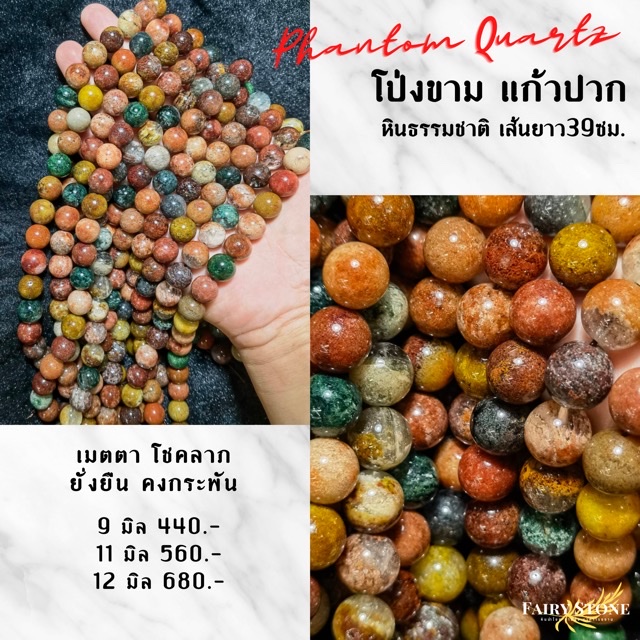 Phantom Quartz
โป่งขาม แก้วปวก
หินธรรมชาติ เส้นยาว39ซม.
เมตตา โชคลาภ
ยั่งยืน คงกระพัน
9 มิล 440.-
11 มิล 560.-
12 มิล 680.-
FAIRY STONE